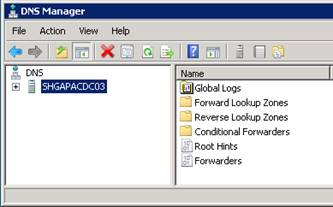 DNS Manager
File Action View Help
DNS
SHGAPACDC03
Name
Global Logs
Forward Lookup Zones
Reverse Lookup Zones
Conditional Forwarders
Root Hints
Forwarders